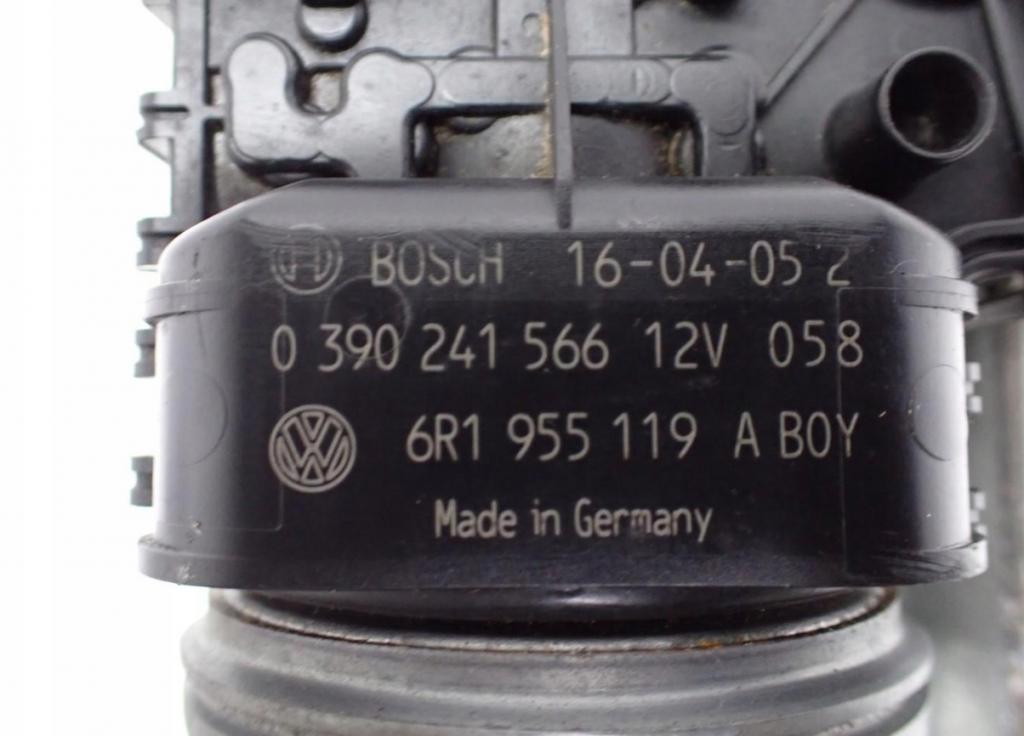 BOSCH 16-04-05 2
0 390 241 566 12V 058
6R1 955 119 A BOY
Made in Germany